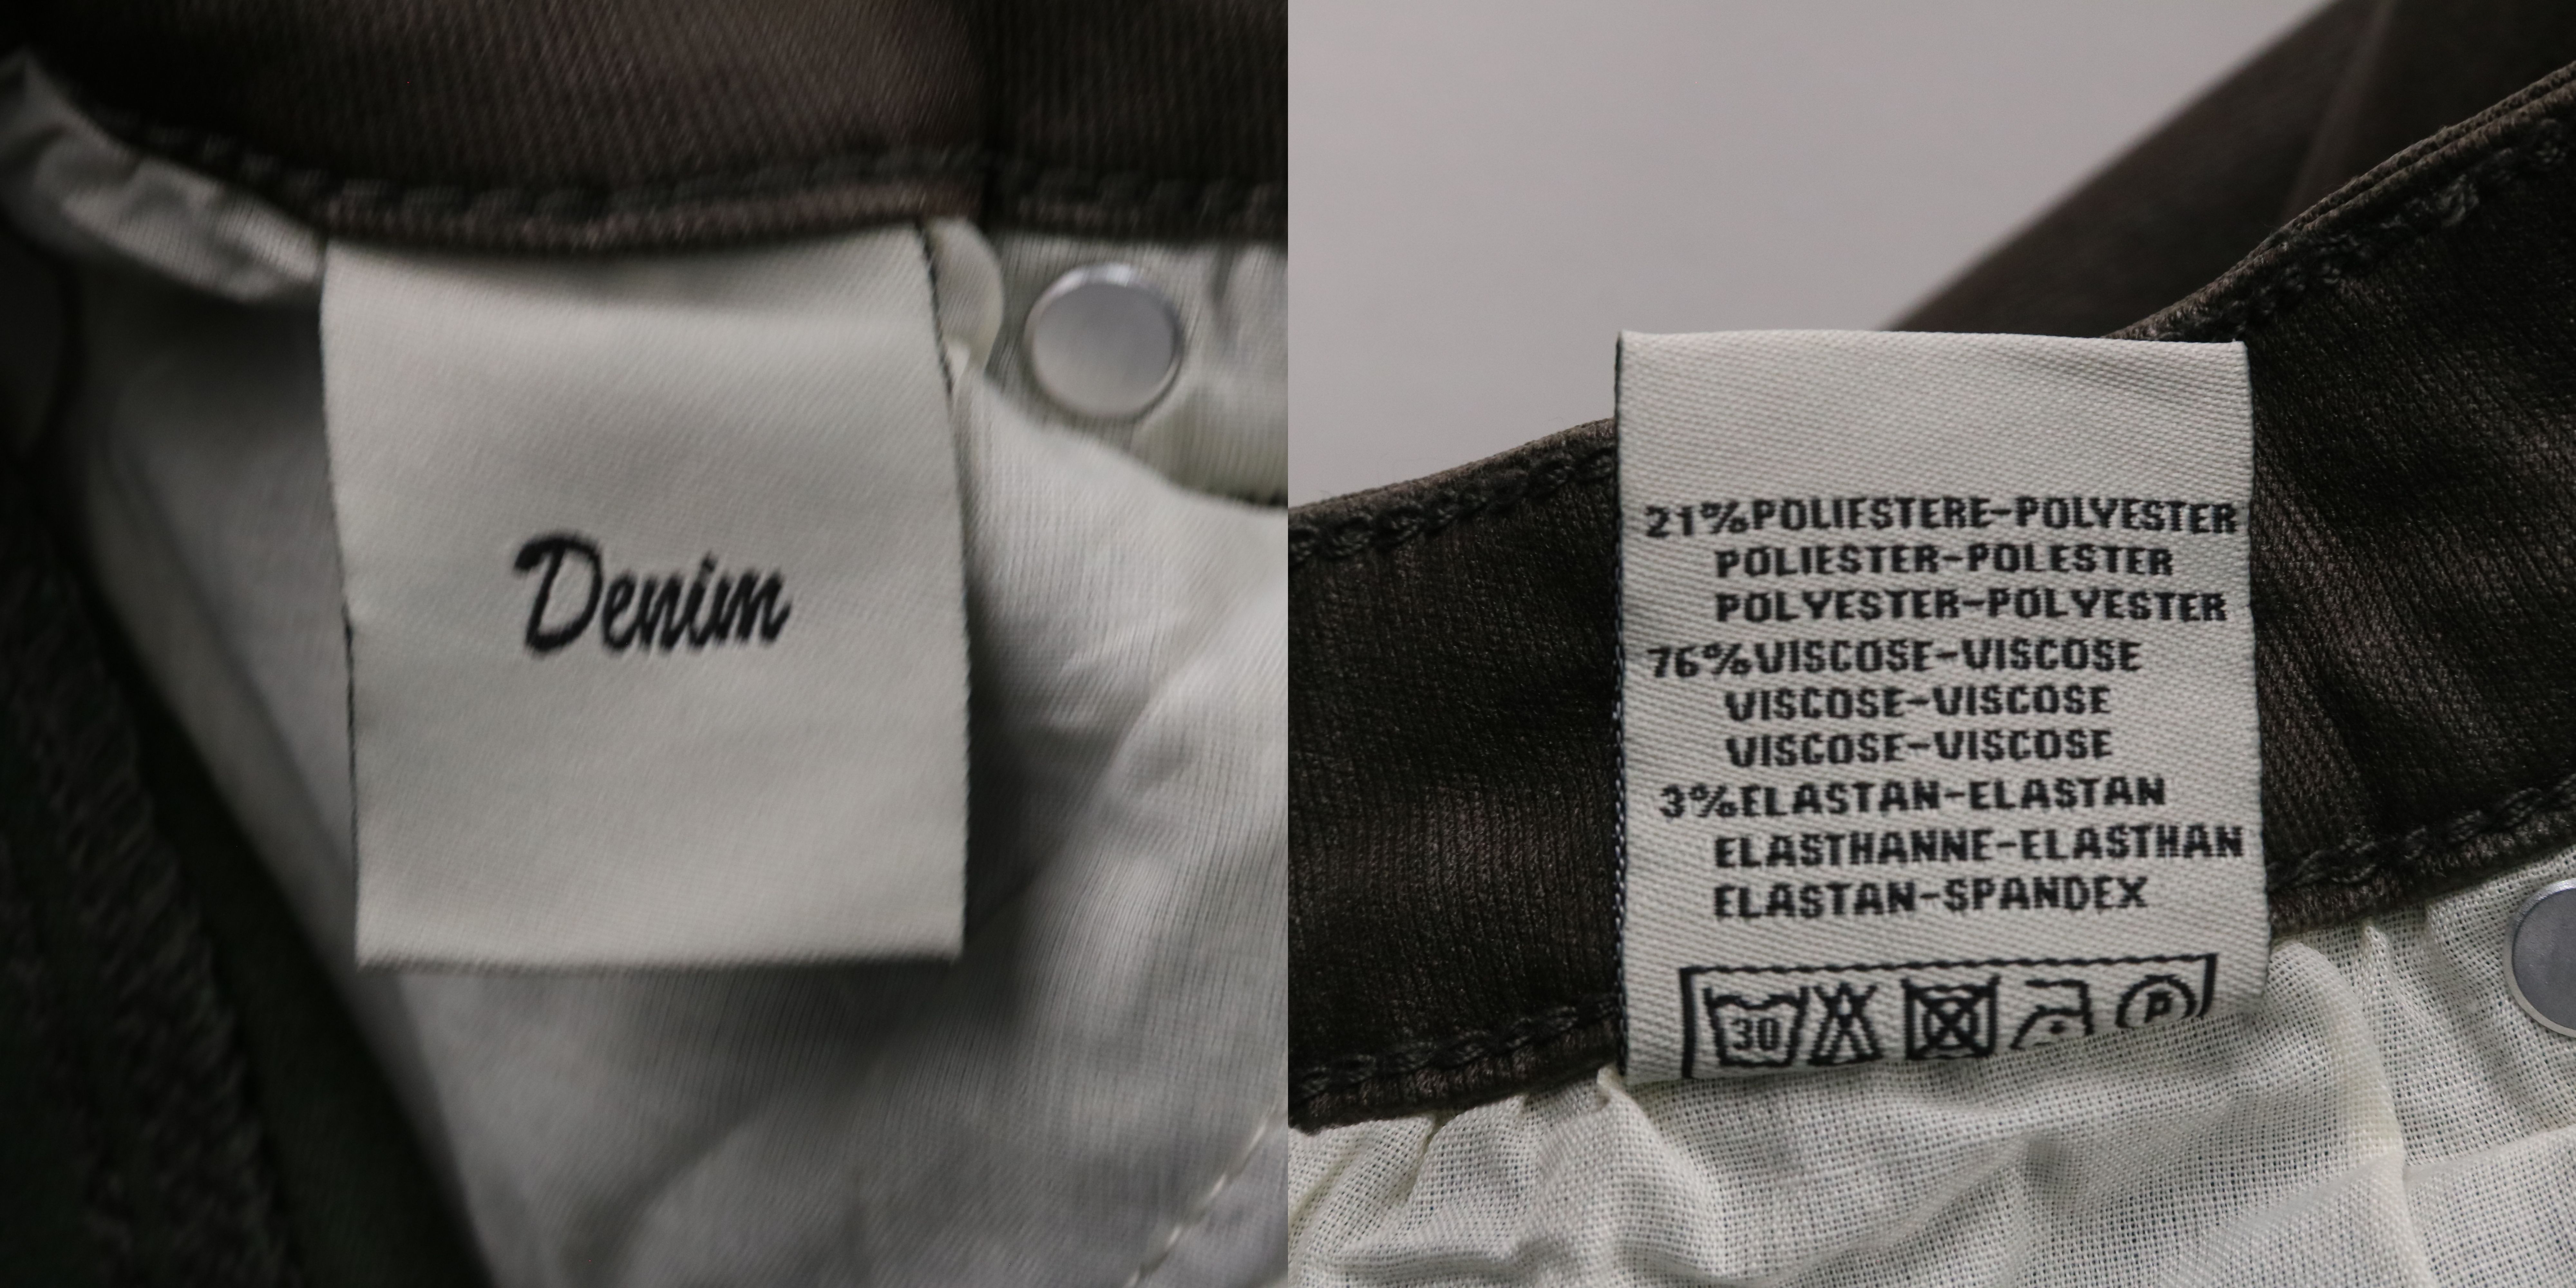 Denim
21%POLIESTERE-POLYESTER
POLIESTER-POLESTER
POLYESTER-POLYESTER
76%VISCOSE-VISCOSE
VISCOSE-VISCOSE
VISCOSE-VISCOSE
3%ELASTAN-ELASTAN
ELASTHANNE-ELASTHAN
ELASTAN-SPANDEX
30 P